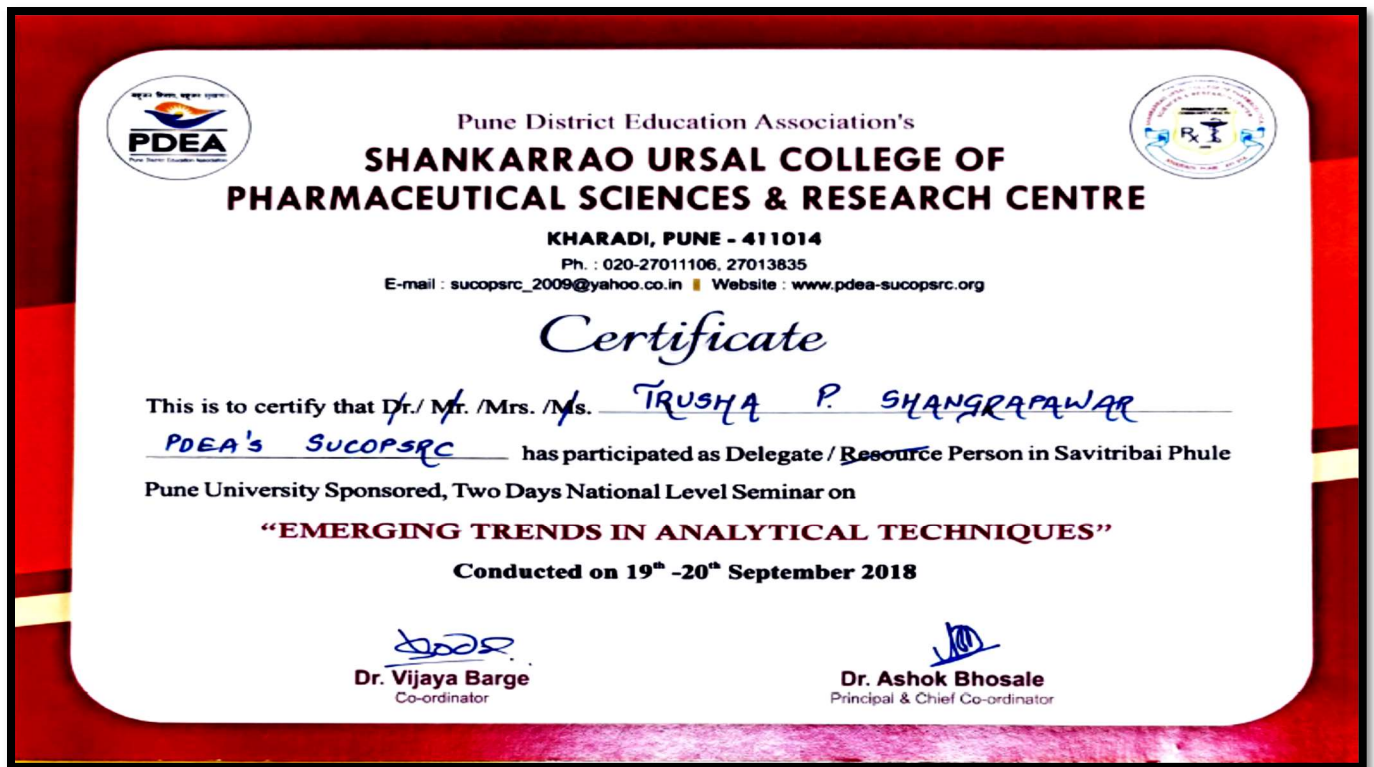 PDEA
Pune District Education Association
Pune District Education Association's
SHANKARRAO URSAL COLLEGE OF
PHARMACEUTICAL SCIENCES & RESEARCH CENTRE
KHARADI, PUNE - 411014
Ph. : 020-27011106, 27013835
E-mail : sucopsrc_2009@yahoo.co.in Website : www.pdea-sucopsrc.org
Certificate
This is to certify that Dr./ Mr. /Mrs. /Ms. TRUSHA P. SHANGRAPAWAR
PDEA'S SUCOPSRC has participated as Delegate / Resource Person in Savitribai Phule
Pune University Sponsored, Two Days National Level Seminar on
“EMERGING TRENDS IN ANALYTICAL TECHNIQUES”
Conducted on 19th -20th September 2018
Dr. Vijaya Barge
Co-ordinator
Dr. Ashok Bhosale
Principal & Chief Co-ordinator